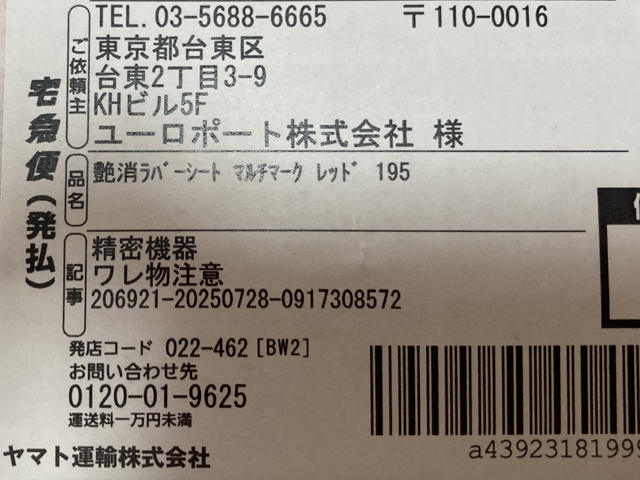 TEL. 03-5688-6665 〒110-0016
ご依頼主
東京都台東区
台東2丁目3-9
KHビル5F
ユーロポート株式会社 様
宅急便(発払)
品名
艶消ﾗﾊﾞｰｼｰﾄ ﾏﾙﾁﾏｰｸ ﾚｯﾄﾞ 195
記事
精密機器
ワレ物注意
206921-20250728-0917308572
発店コード 022-462 [BW2]
お問い合わせ先
0120-01-9625
運送料一万円未満
ヤマト運輸株式会社
a43923181999